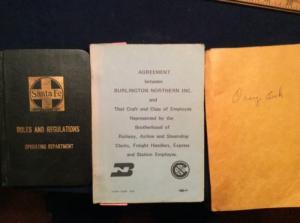 Santa Fe
RULES AND REGULATIONS
OPERATING DEPARTMENT
AGREEMENT
between
BURLINGTON NORTHERN INC.
and
That Craft and Class of Employee
Represented by the
Brotherhood of
Railway, Airline and Steamship
Clerks, Freight Handlers, Express
and Station Employes.